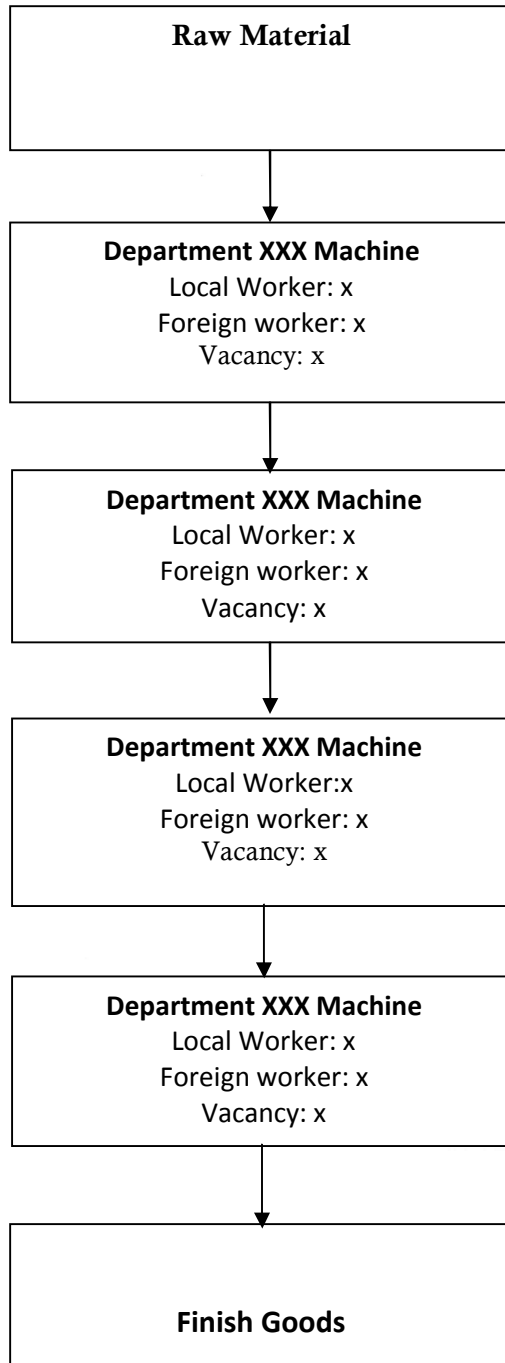 Raw Material
Department XXX Machine
Local Worker: x
Foreign worker: x
Vacancy: x
Department XXX Machine
Local Worker: x
Foreign worker: x
Vacancy: x
Department XXX Machine
Local Worker:x
Foreign worker: x
Vacancy: x
Department XXX Machine
Local Worker: x
Foreign worker: x
Vacancy: x
Finish Goods